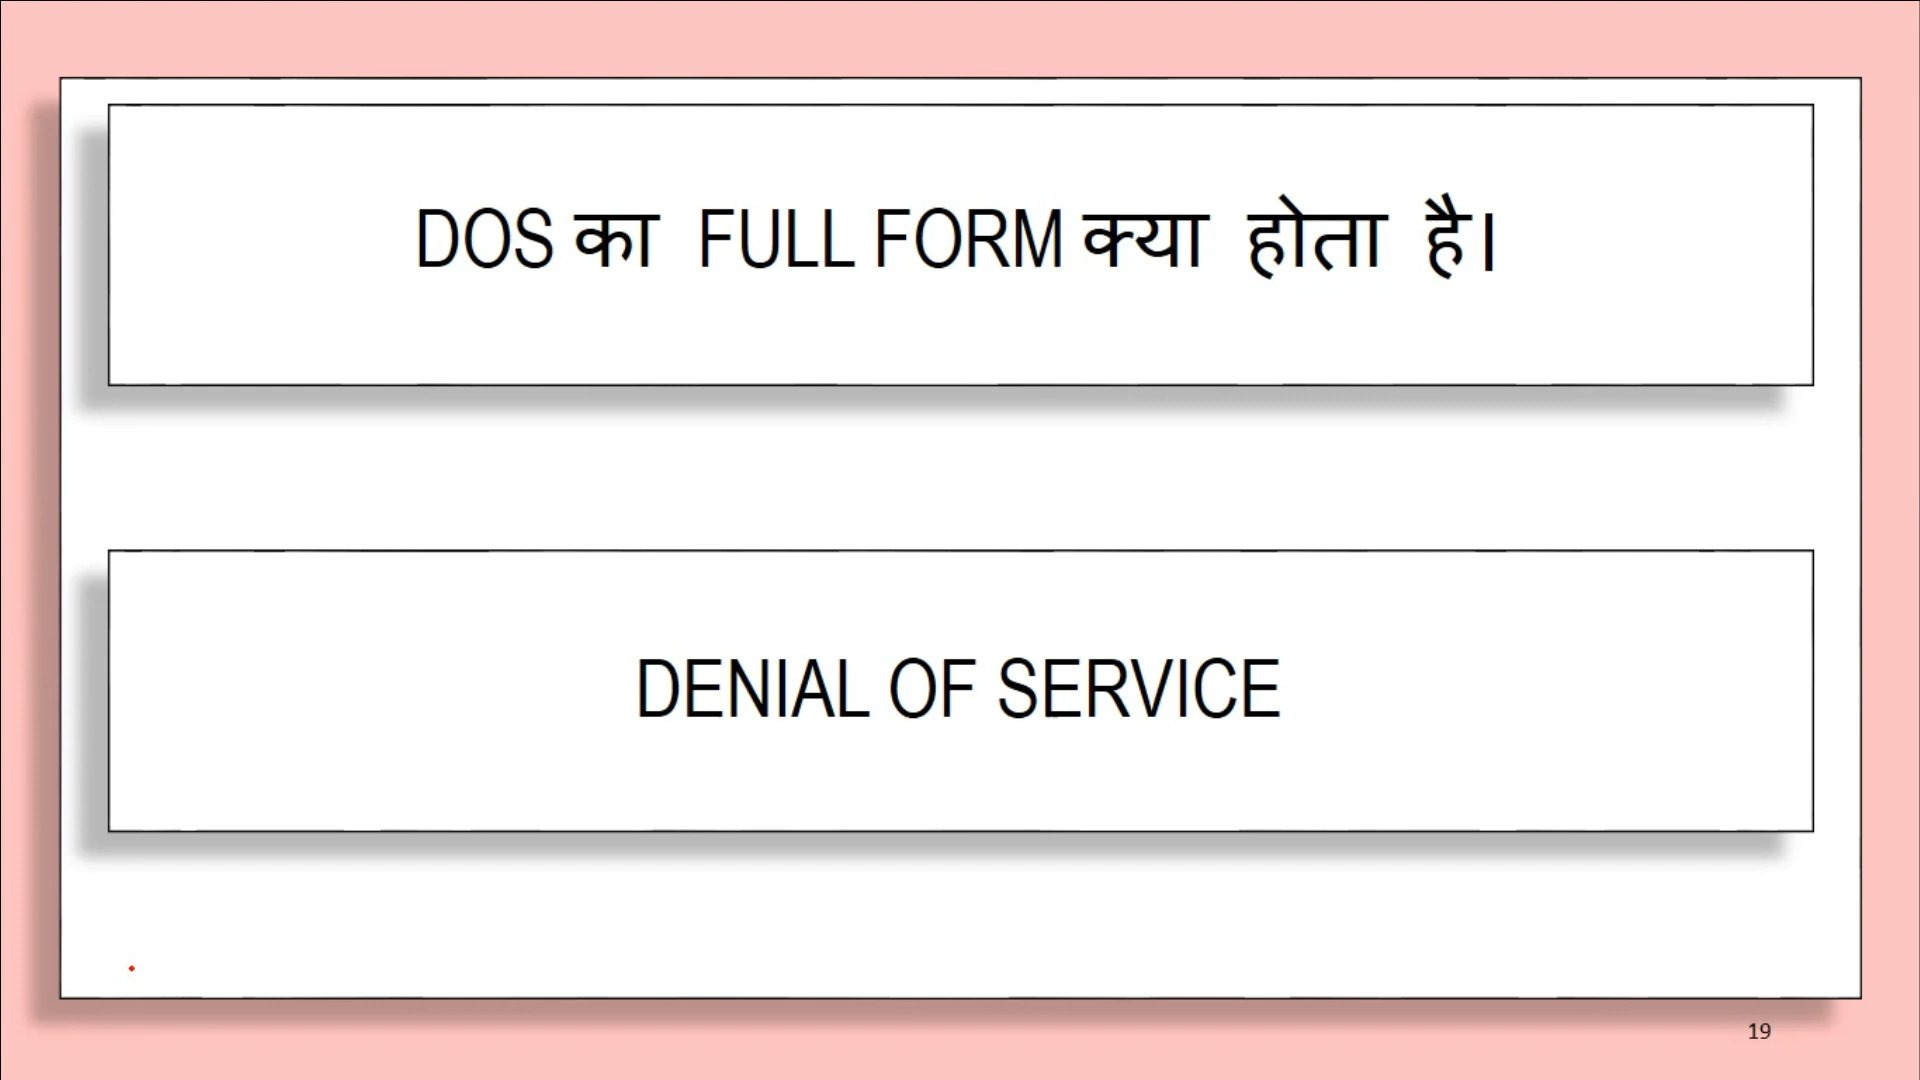 DOS का FULL FORM क्या होता है।
DENIAL OF SERVICE
19